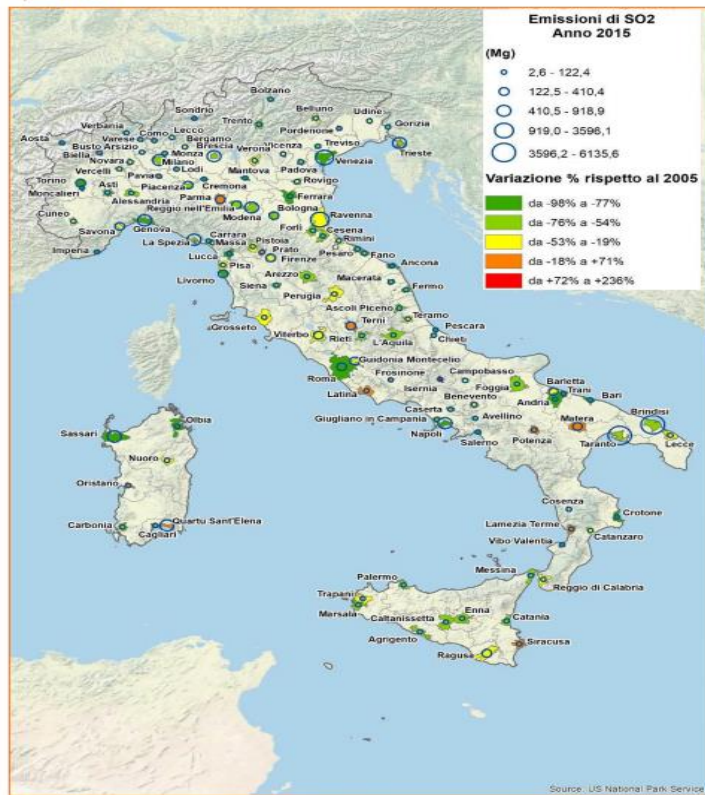 Emissioni di SO2
Anno 2015
(Mg)
2,6 - 122,4
122,5 - 410,4
410,5 - 918,9
919,0 - 3598,1
3596,2 - 6135,6
Variazione % rispetto al 2005
da -98% a -77%
da -76% a -54%
da -53% a -19%
da -18% a +71%
da +72% a +236%
Bolzano
Sondrio
Belluno
Udine
Trento
Pordenone
Gorizia
Verbania
Lecco
Como
Varese
Aosta
Busto Arsizio
Bergamo
Biella
Monza
Brescia
Vicenza
Verona
Treviso
Trieste
Novara
Milano
Venezia
Vercelli
Lodi
Mantova
Padova
Pavia
Torino
Cremona
Rovigo
Moncalieri
Asti
Piacenza
Alessandria
Parma
Ferrara
Reggio nell'Emilia
Cuneo
Modena
Bologna
Ravenna
Savona
Genova
Forlì
Cesena
La Spezia
Carrara
Massa
Pistoia
Rimini
Imperia
Lucca
Prato
Pesaro
Fano
Pisa
Firenze
Ancona
Livorno
Arezzo
Macerata
Siena
Fermo
Perugia
Ascoli Piceno
Grosseto
Teramo
Terni
Viterbo
Rieti
Pescara
L'Aquila
Chieti
Guidonia Montecelio
Roma
Frosinone
Campobasso
Isernia
Foggia
Barletta
Trani
Latina
Benevento
Andria
Bari
Caserta
Brindisi
Giugliano in Campania
Avellino
Matera
Napoli
Salerno
Potenza
Taranto
Lecce
Olbia
Sassari
Nuoro
Oristano
Quartu Sant'Elena
Carbonia
Cagliari
Cosenza
Crotone
Lamezia Terme
Vibo Valentia
Catanzaro
Messina
Palermo
Reggio di Calabria
Trapani
Marsala
Caltanissetta
Enna
Catania
Agrigento
Siracusa
Ragusa
Source: US National Park Service